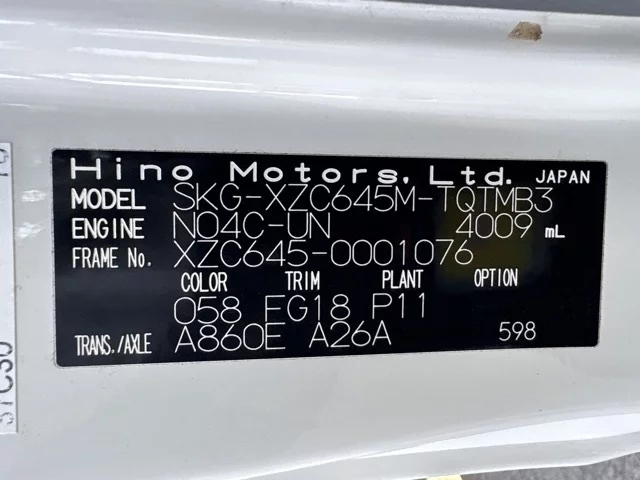 Hino Motors, Ltd. JAPAN
MODEL SKG-XZC645M-TQTMB3
ENGINE N04C-UN 4009 mL
FRAME No. XZC645-0001076
COLOR TRIM PLANT OPTION
058 FG18 P11
TRANS./AXLE A860E A26A 598